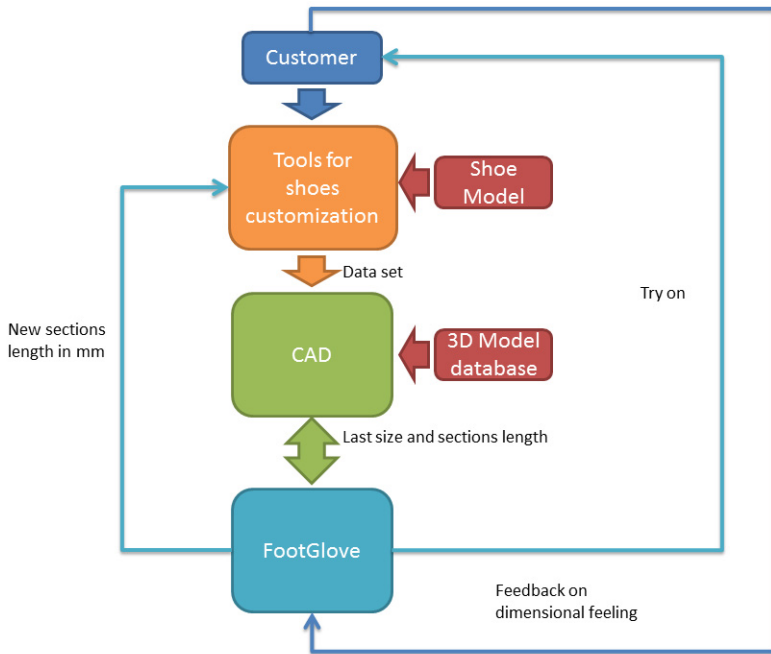 Customer
Tools for
shoes
customization
Shoe
Model
Data set
Try on
New sections
length in mm
CAD
3D Model
database
Last size and sections length
FootGlove
Feedback on
dimensional feeling